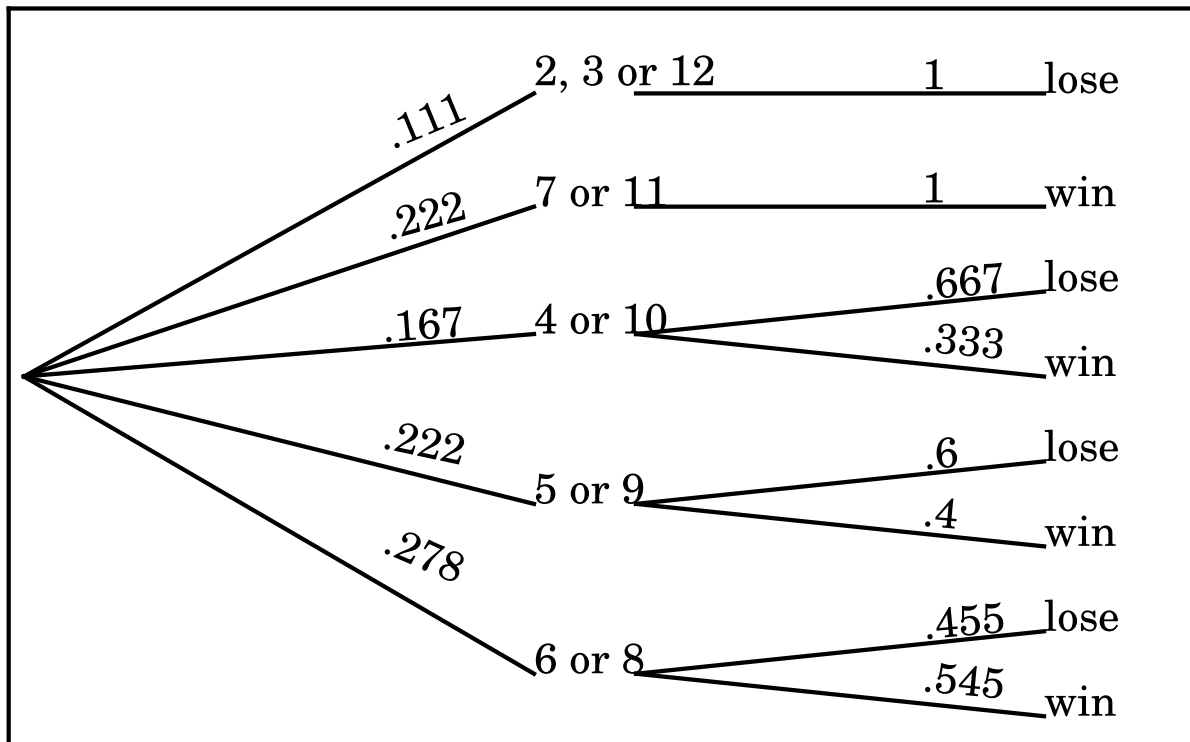 2, 3 or 12
1
lose
.111
7 or 11
1
win
.222
4 or 10
.667
lose
.167
.333
win
5 or 9
.6
lose
.222
.4
win
6 or 8
.455
lose
.278
.545
win